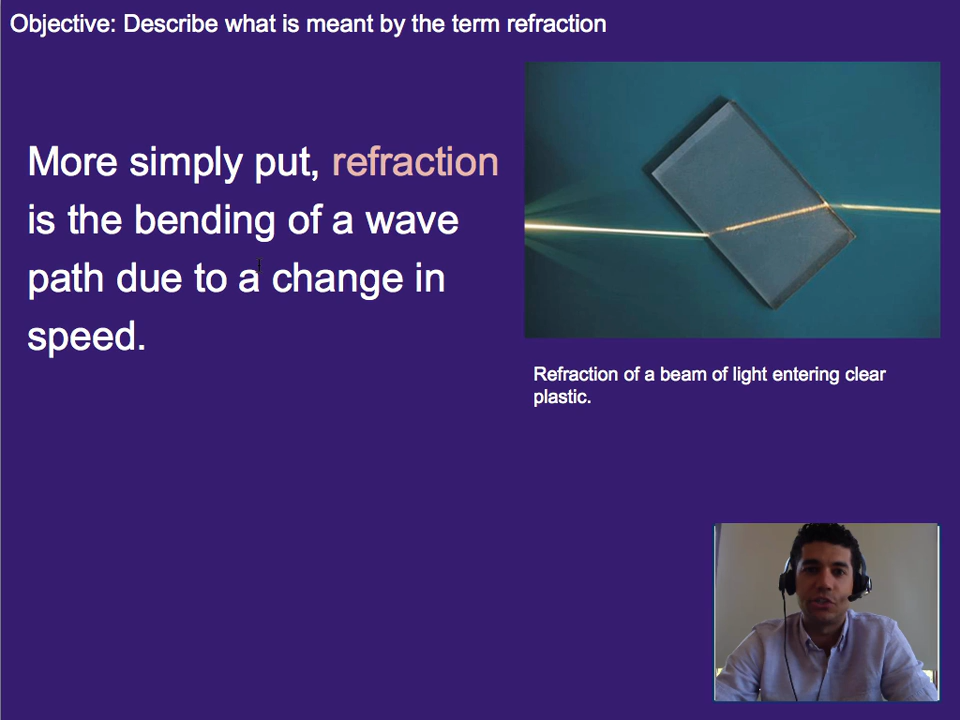 Objective: Describe what is meant by the term refraction
More simply put, refraction
is the bending of a wave
path due to a change in
speed.
Refraction of a beam of light entering clear
plastic.